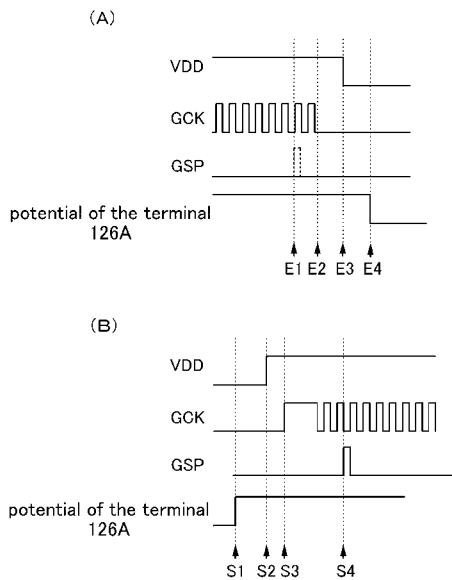 (A)
VDD
GCK
GSP
potential of the terminal
126A
E1 E2 E3 E4
(B)
VDD
GCK
GSP
potential of the terminal
126A
S1 S2 S3 S4